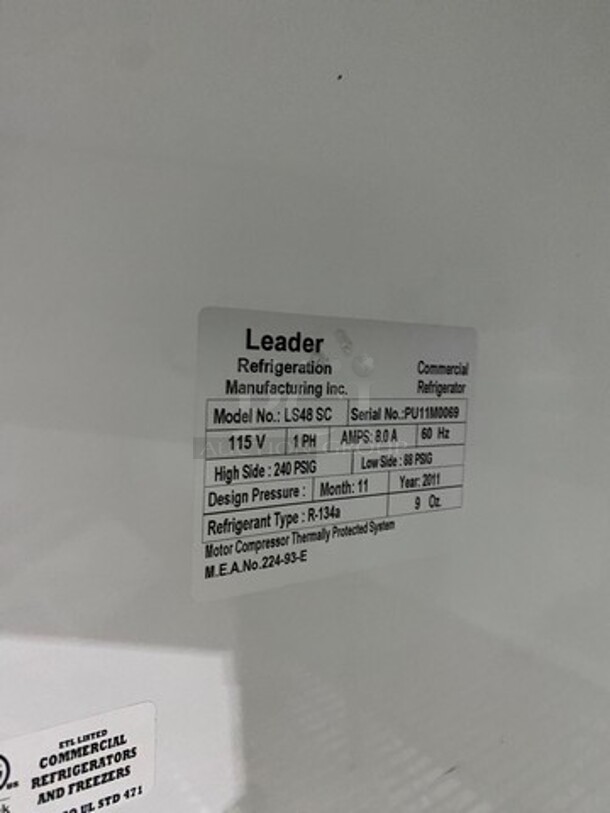 Leader
Refrigeration
Manufacturing Inc.
Commercial
Refrigerator
Model No.: LS48 SC Serial No.:PU11M0069
115 V 1 PH AMPS: 8.0 A 60 Hz
High Side : 240 PSIG Low Side : 88 PSIG
Design Pressure : Month: 11 Year: 2011
Refrigerant Type : R-134a 9 Oz.
Motor Compressor Thermally Protected System
M.E.A.No.224-93-E
AUCTION GROUP
ETL LISTED
COMMERCIAL
REFRIGERATORS
AND FREEZERS
UL STD 471
US